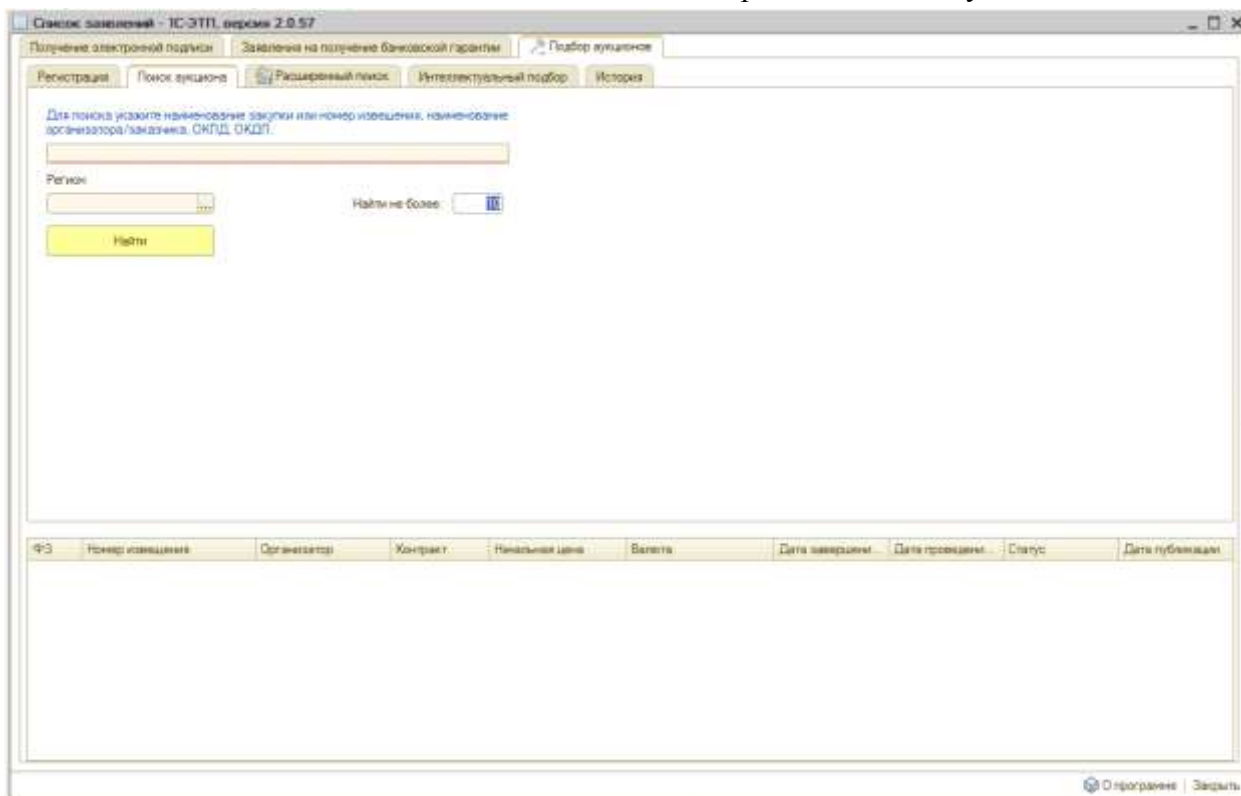 Список заявлений - 1С-ЭТП, версия 2.0.57
Получение электронной подписи Заявления на получение банковской гарантии Подбор аукционов
Регистрация Поиск аукциона Расширенный поиск Интеллектуальный подбор История
Для поиска укажите наименование закупки или номер извещения, наименование
организатора/заказчика, ОКПД, ОКДП.
Регион
... Найти не более: 10
Найти
ФЗ Номер извещения Организатор Контракт Начальная цена Валюта Дата завершени... Дата проведени... Статус Дата публикации
О программе Закрыть